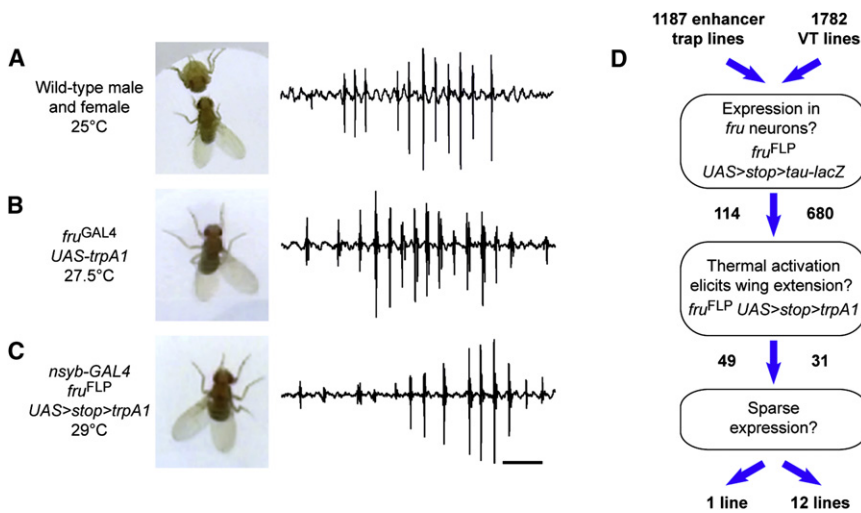 A
Wild-type male
and female
25°C
B
fruGAL4
UAS-trpA1
27.5°C
C
nsyb-GAL4
fruFLP
UAS>stop>trpA1
29°C
D
1187 enhancer
trap lines
1782
VT lines
Expression in
fru neurons?
fruFLP
UAS>stop>tau-lacZ
114 680
Thermal activation
elicits wing extension?
fruFLP UAS>stop>trpA1
49 31
Sparse
expression?
1 line 12 lines